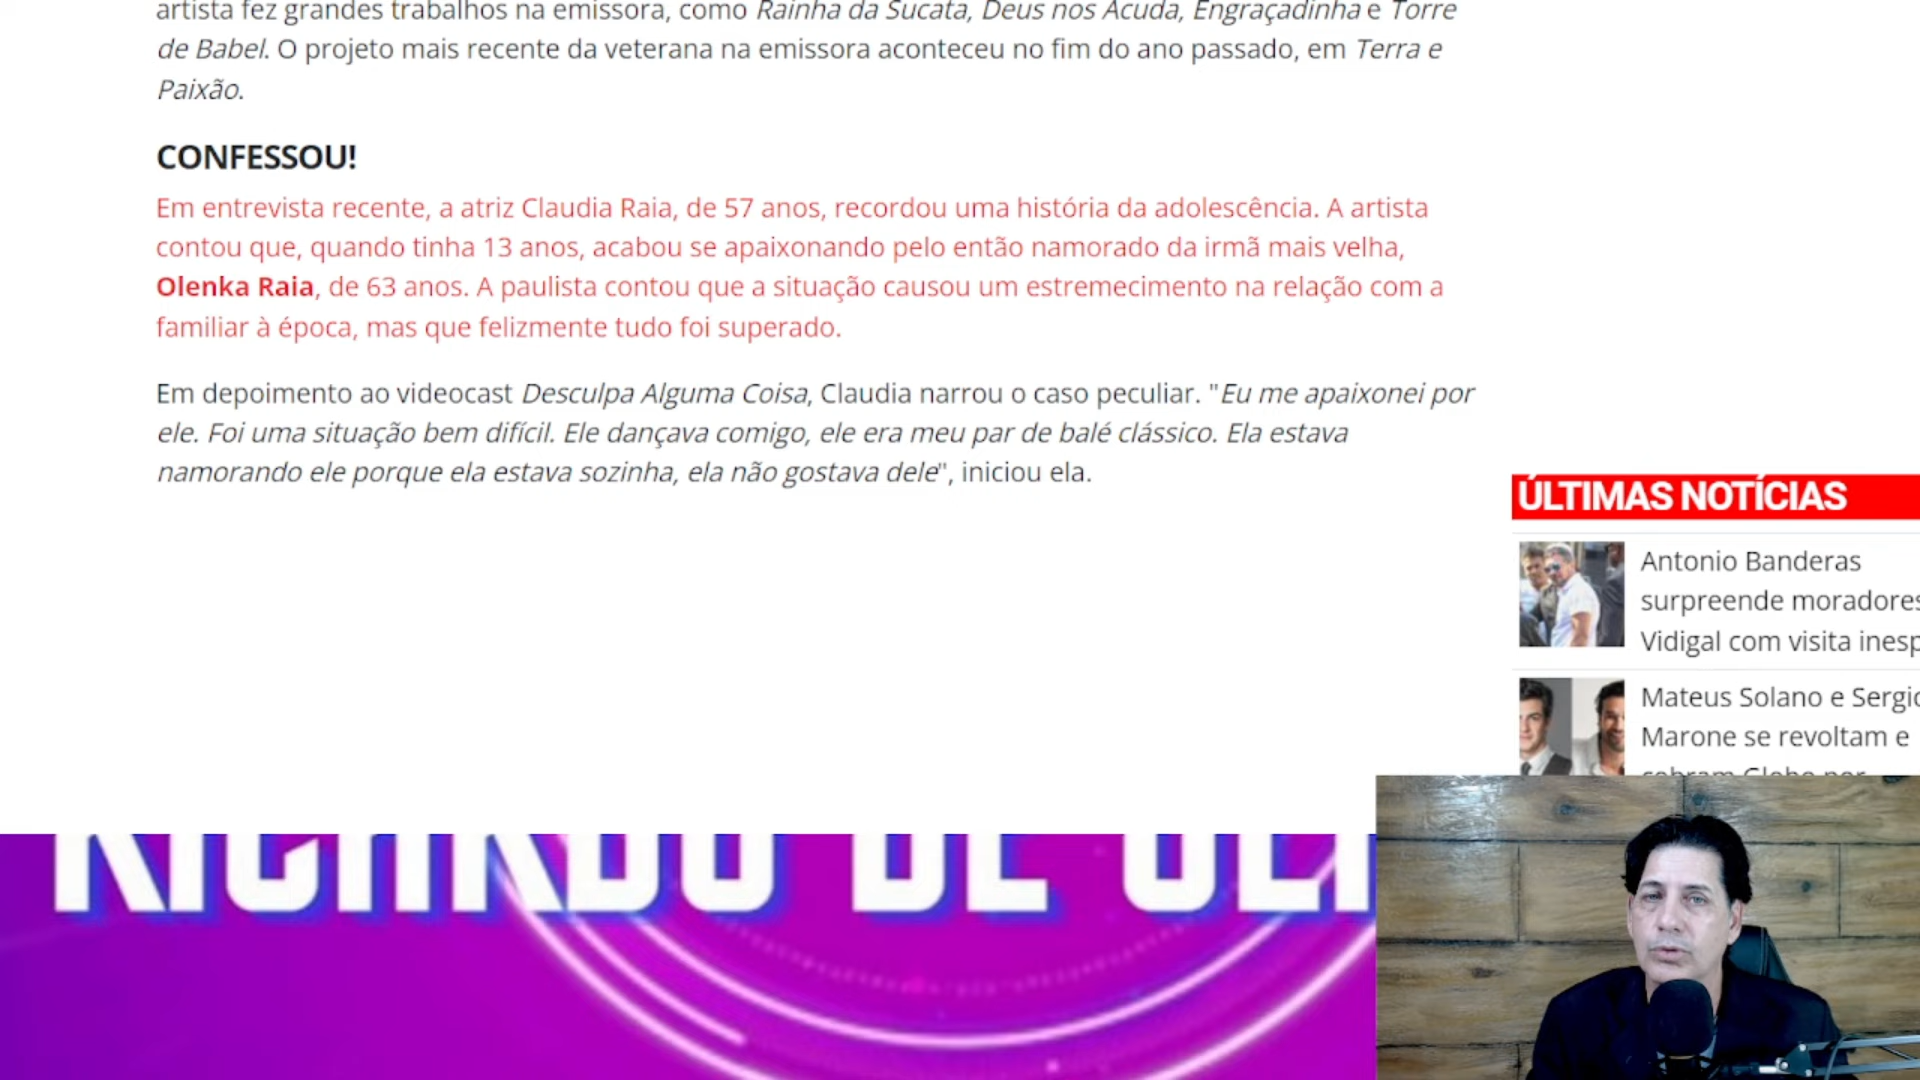 artista fez grandes trabalhos na emissora, como Rainha da Sucata, Deus nos Acuda, Engraçadinha e Torre
de Babel. O projeto mais recente da veterana na emissora aconteceu no fim do ano passado, em Terra e
Paixão.
CONFESSOU!
Em entrevista recente, a atriz Claudia Raia, de 57 anos, recordou uma história da adolescência. A artista
contou que, quando tinha 13 anos, acabou se apaixonando pelo então namorado da irmã mais velha,
Olenka Raia, de 63 anos. A paulista contou que a situação causou um estremecimento na relação com a
familiar à época, mas que felizmente tudo foi superado.
Em depoimento ao videocast Desculpa Alguma Coisa, Claudia narrou o caso peculiar. "Eu me apaixonei por
ele. Foi uma situação bem difícil. Ele dançava comigo, ele era meu par de balé clássico. Ela estava
namorando ele porque ela estava sozinha, ela não gostava dele", iniciou ela.
ÚLTIMAS NOTÍCIAS
Antonio Banderas
surpreende moradores
Vidigal com visita inesp
Mateus Solano e Sergio
Marone se revoltam e
cobram Globo por
RICARDO DE